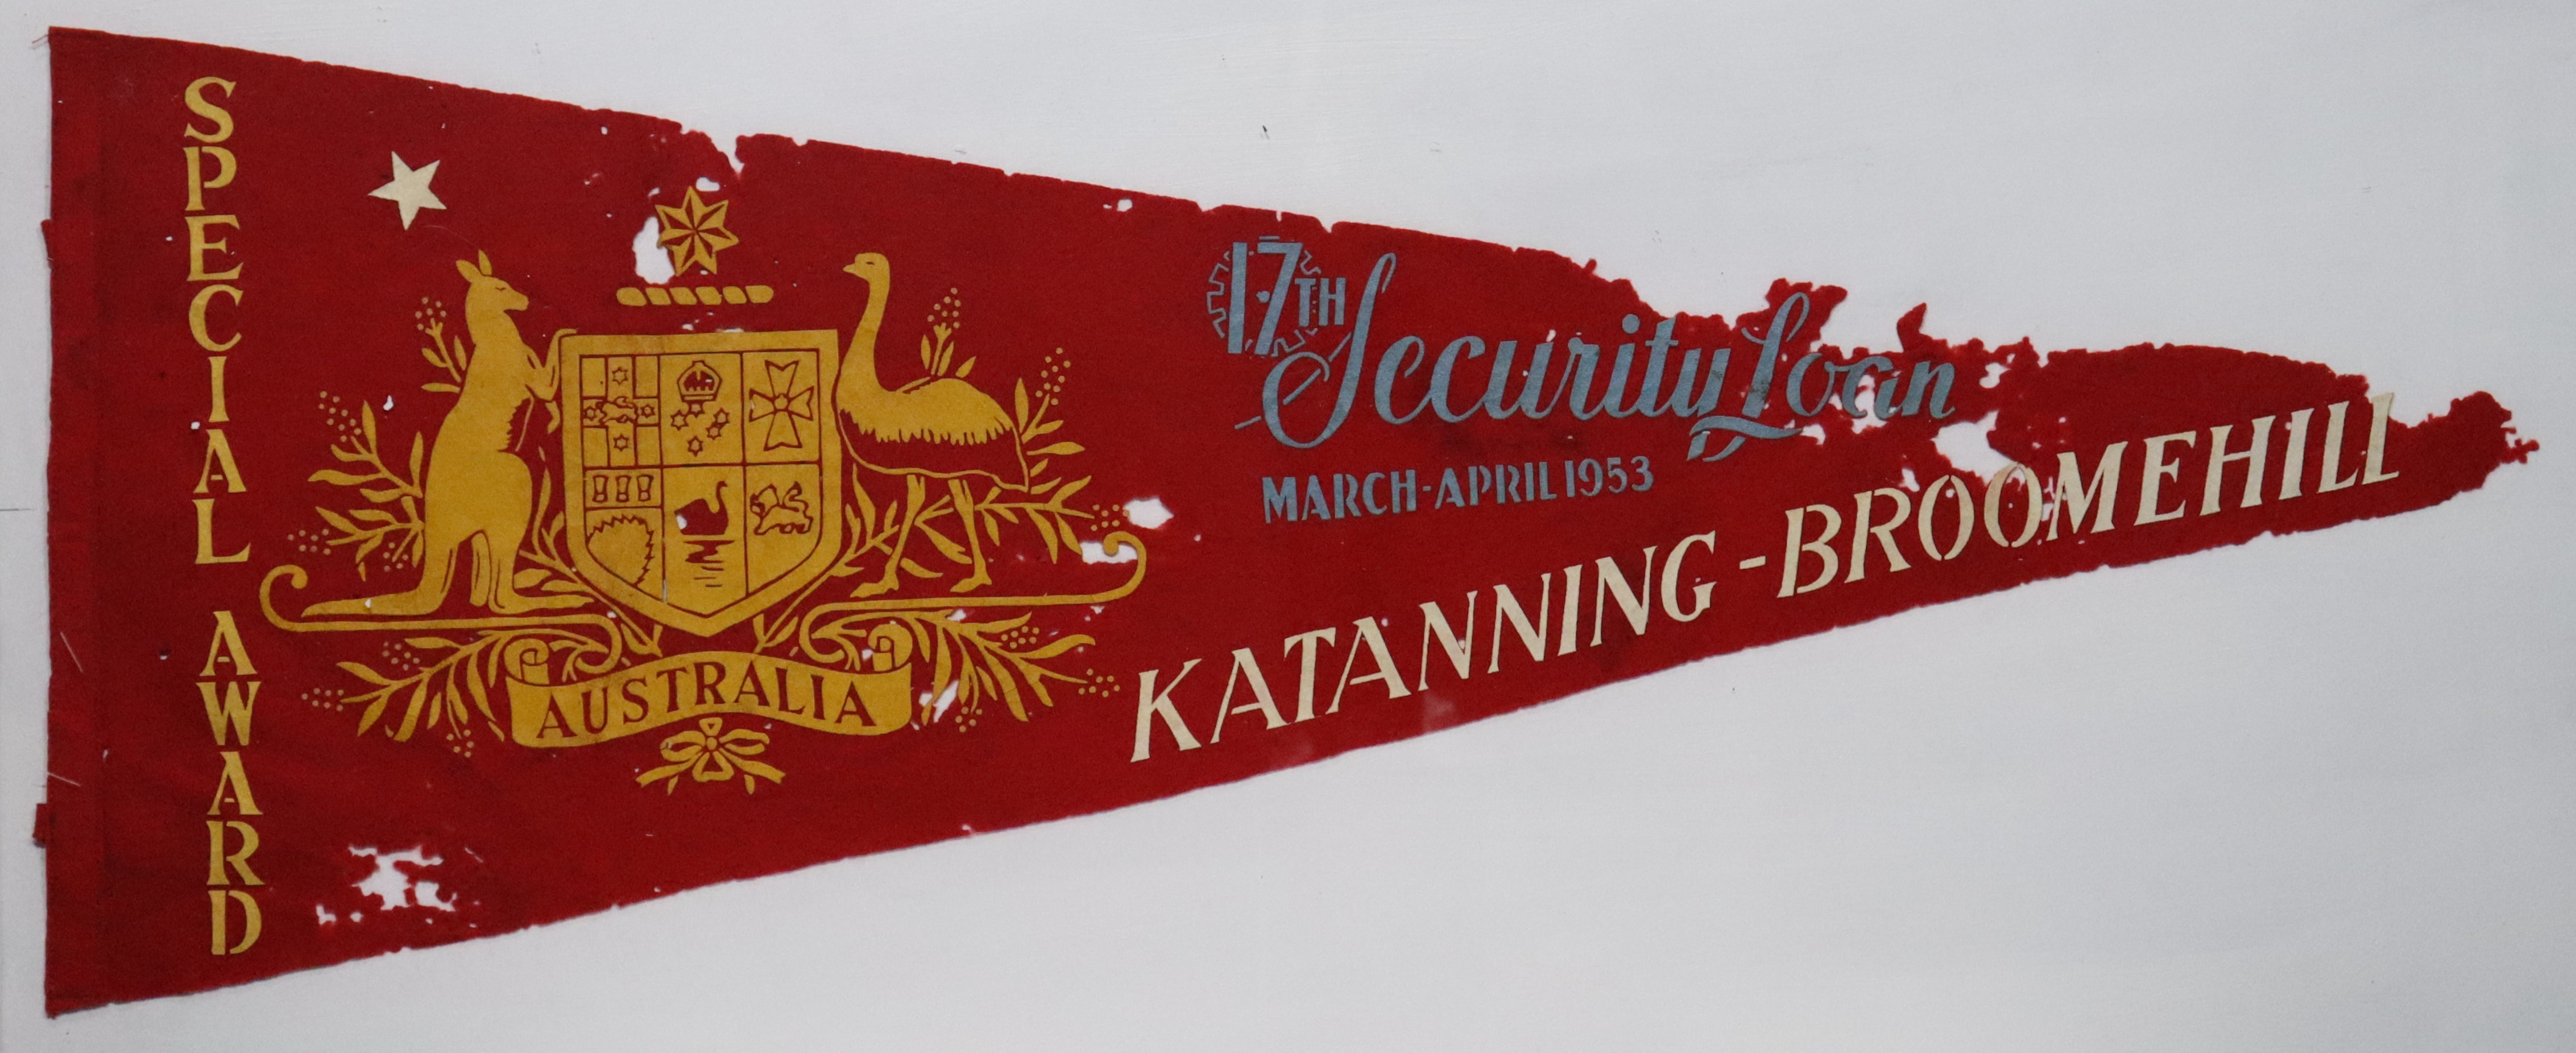 SPECIAL AWARD
AUSTRALIA
17TH
Security Loan
MARCH-APRIL 1953
KATANNING-BROOMEHILL